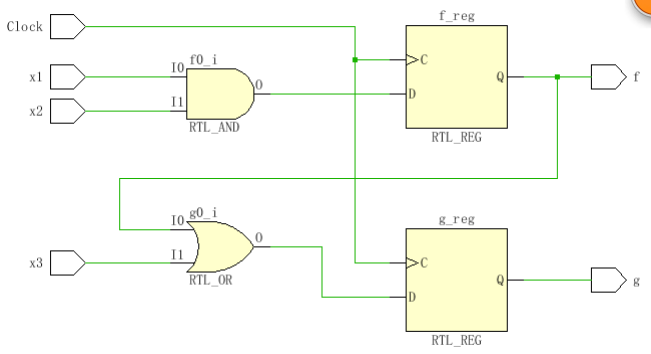 f_reg
Clock
C
f0_i
x1
I0
O
Q
f
x2
I1
D
RTL_AND
RTL_REG
g_reg
g0_i
I0
O
x3
I1
C
RTL_OR
Q
g
D
RTL_REG